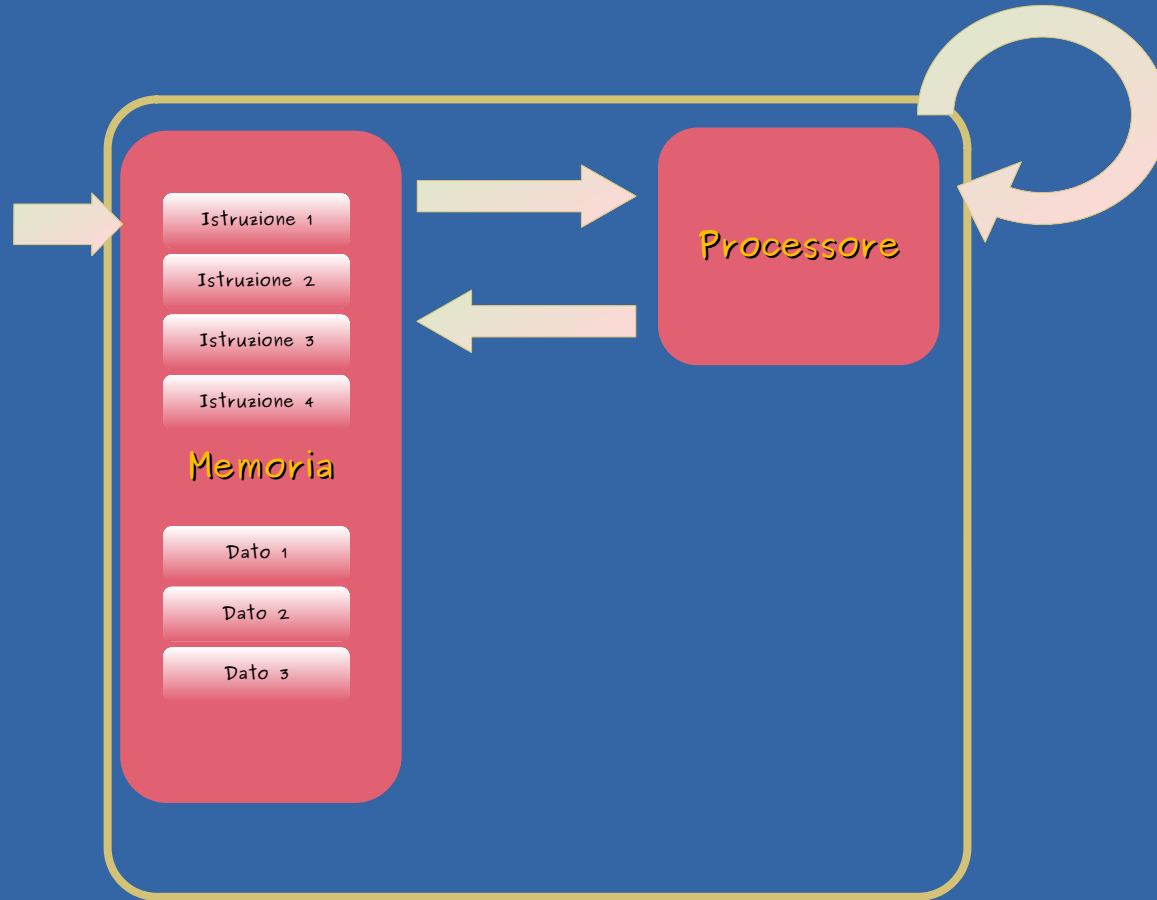 Istruzione 1
Istruzione 2
Istruzione 3
Istruzione 4
Memoria
Dato 1
Dato 2
Dato 3
Processore